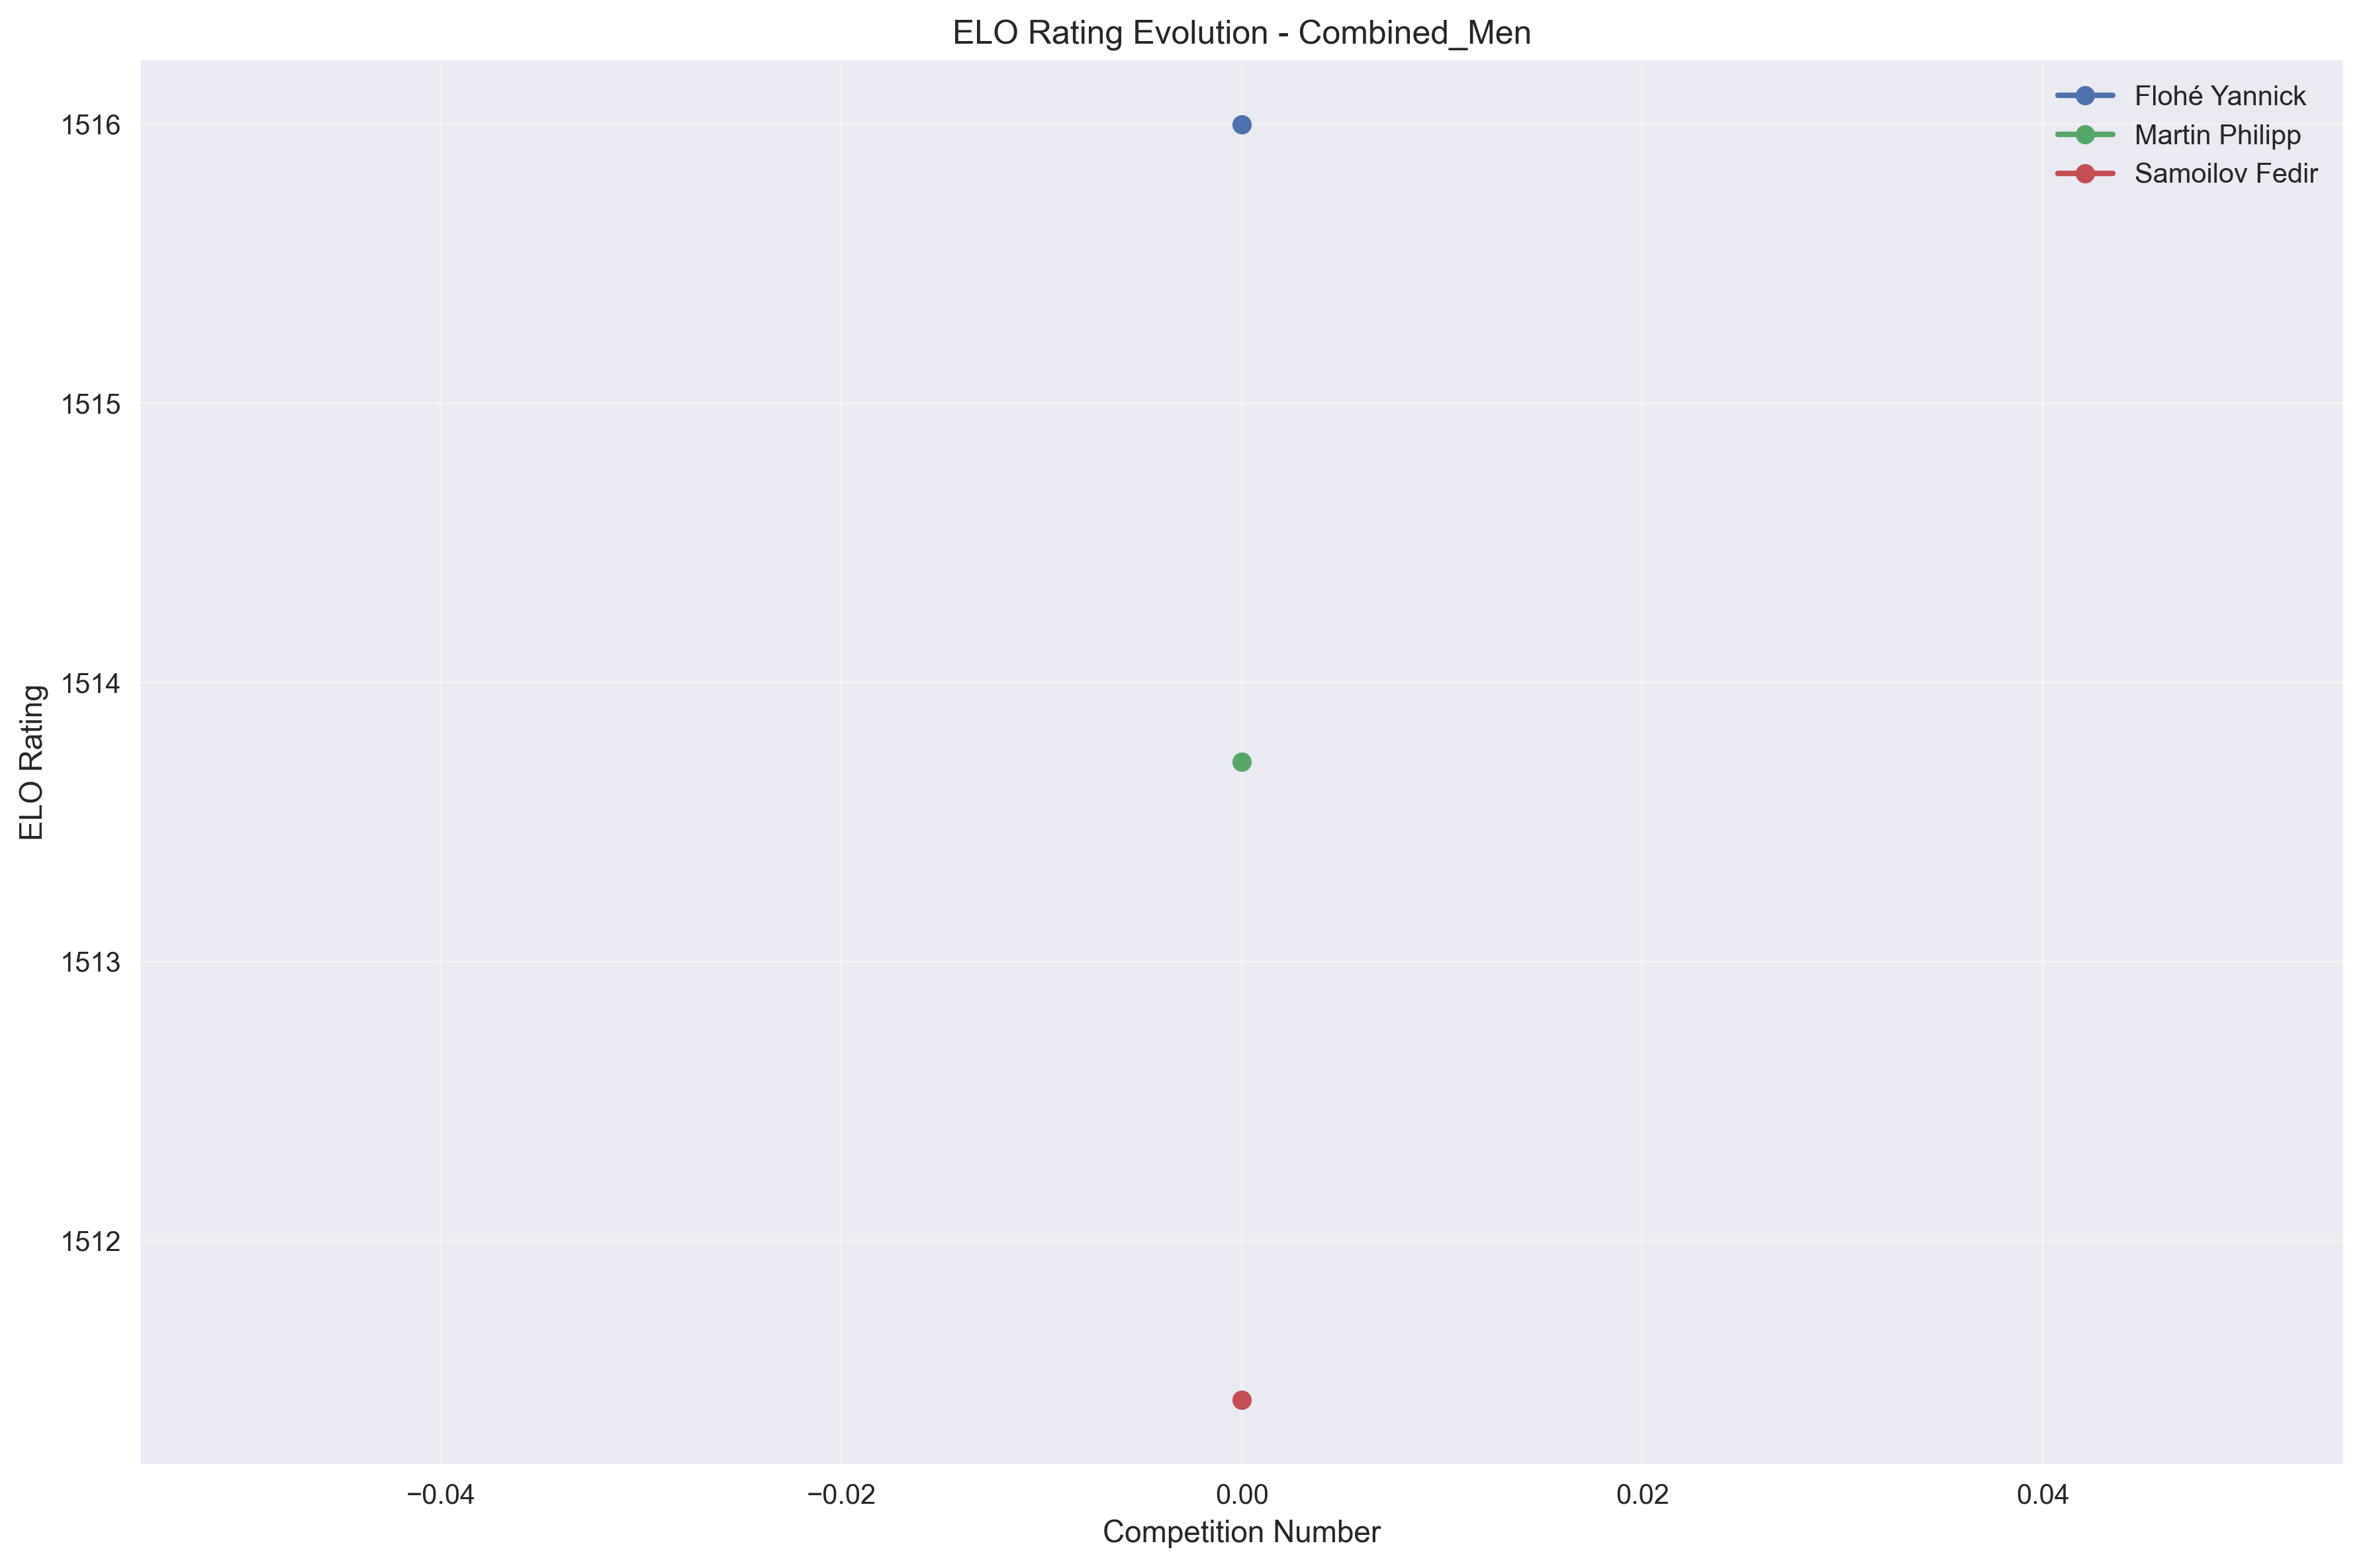 ELO Rating Evolution - Combined_Men
Flohé Yannick
Martin Philipp
Samoilov Fedir
1516
1515
1514
1513
1512
ELO Rating
−0.04
−0.02
0.00
0.02
0.04
Competition Number